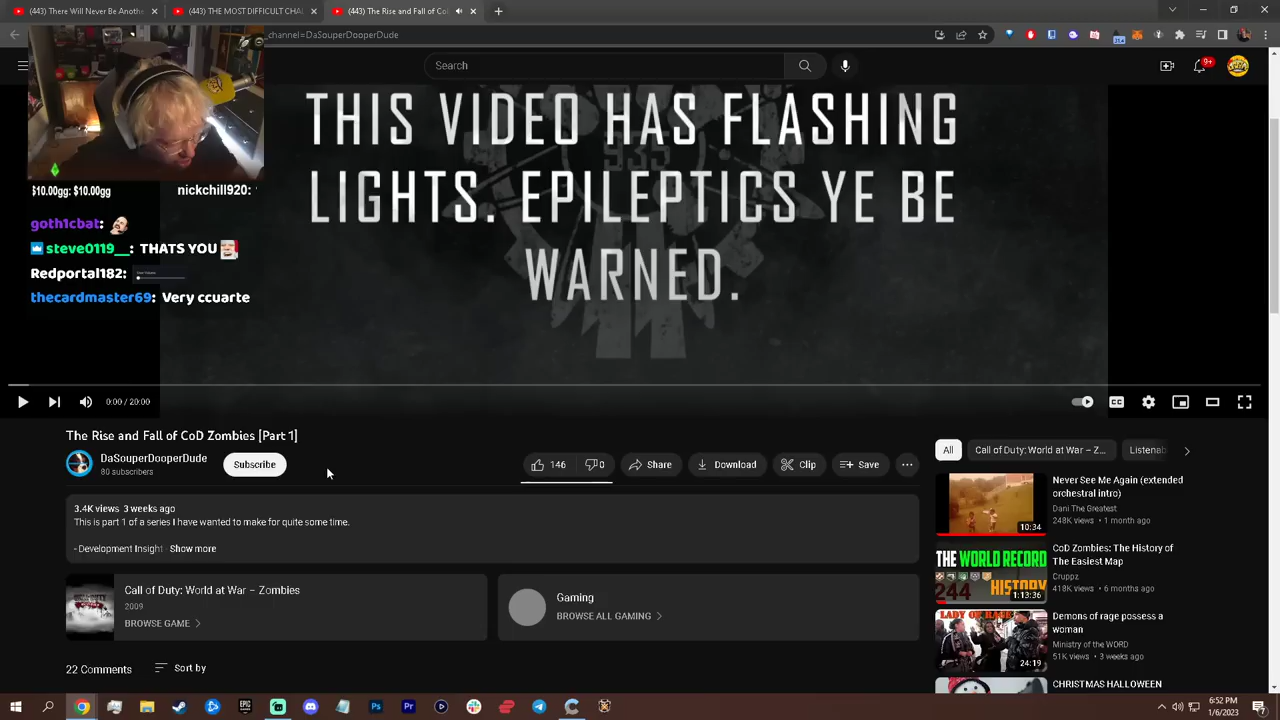 (443) There Will Never Be Anothe
(443) THE MOST DIFFICULT CHAL
(443) The Rise and Fall of Co
_channel=DaSouperDooperDude
Search
9+
THIS VIDEO HAS FLASHING
LIGHTS. EPILEPTICS YE BE
WARNED.
935
$10.00gg: $10.00gg
nickchill920:
goth1cbat:
steve0119__: THATS YOU
Redportal182:
thecardmaster69: Very ccuarte
0:00 / 20:00
CC
The Rise and Fall of CoD Zombies [Part 1]
DaSouperDooperDude
80 subscribers
Subscribe
146
0
Share
Download
Clip
Save
3.4K views 3 weeks ago
This is part 1 of a series I have wanted to make for quite some time.
- Development Insight
Show more
Call of Duty: World at War – Zombies
2009
BROWSE GAME
Gaming
BROWSE ALL GAMING
22 Comments
Sort by
All
Call of Duty: World at War – Z...
Listenab
Never See Me Again (extended
orchestral intro)
Dani The Greatest
248K views • 1 month ago
10:34
CoD Zombies: The History of
The Easiest Map
Cruppz
418K views • 6 months ago
THE WORLD RECORD
HISTORY
244
1:13:36
Demons of rage possess a
woman
Ministry of the WORD
51K views • 3 weeks ago
LADY OF RAGE
24:19
CHRISTMAS HALLOWEEN
6:52 PM
1/6/2023